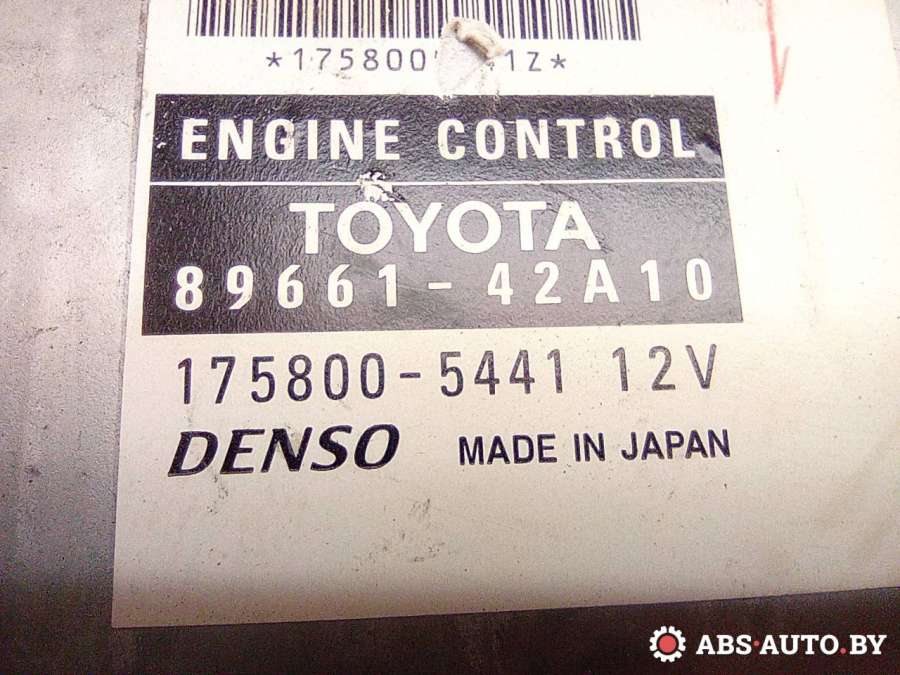 ENGINE CONTROL
TOYOTA
89661-42A10
175800-5441 12V
DENSO MADE IN JAPAN
ABS-AUTO.BY